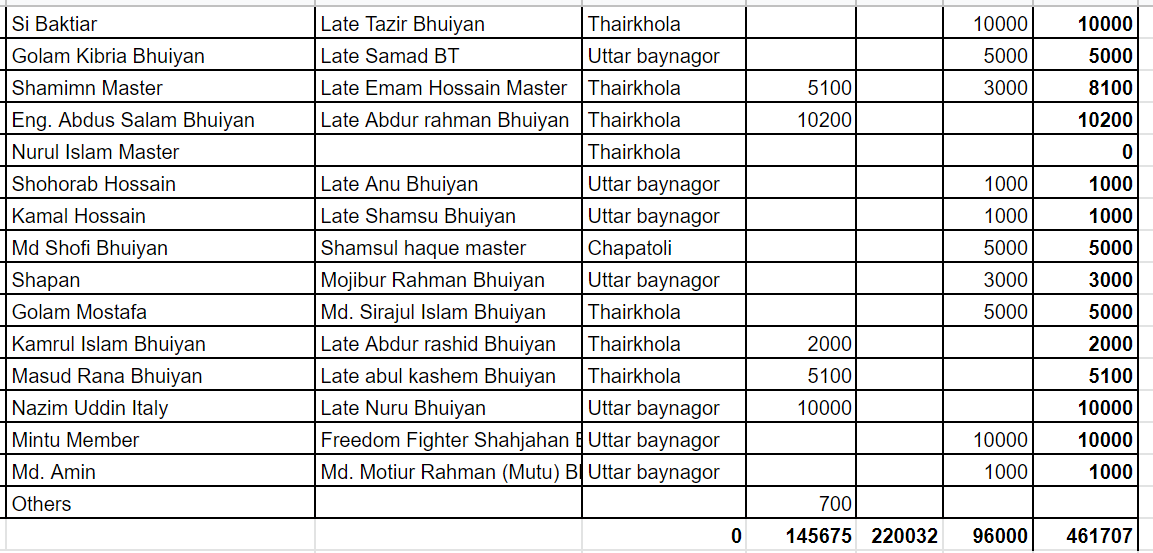 Si Baktiar Late Tazir Bhuiyan Thairkhola 10000 10000
Golam Kibria Bhuiyan Late Samad BT Uttar baynagor 5000 5000
Shamimn Master Late Emam Hossain Master Thairkhola 5100 3000 8100
Eng. Abdus Salam Bhuiyan Late Abdur rahman Bhuiyan Thairkhola 10200 10200
Nurul Islam Master Thairkhola 0
Shohorab Hossain Late Anu Bhuiyan Uttar baynagor 1000 1000
Kamal Hossain Late Shamsu Bhuiyan Uttar baynagor 1000 1000
Md Shofi Bhuiyan Shamsul haque master Chapatoli 5000 5000
Shapan Mojibur Rahman Bhuiyan Uttar baynagor 3000 3000
Golam Mostafa Md. Sirajul Islam Bhuiyan Thairkhola 5000 5000
Kamrul Islam Bhuiyan Late Abdur rashid Bhuiyan Thairkhola 2000 2000
Masud Rana Bhuiyan Late abul kashem Bhuiyan Thairkhola 5100 5100
Nazim Uddin Italy Late Nuru Bhuiyan Uttar baynagor 10000 10000
Mintu Member Freedom Fighter Shahjahan Uttar baynagor 10000 10000
Md. Amin Md. Motiur Rahman (Mutu) Uttar baynagor 1000 1000
Others 700
0 145675 220032 96000 461707